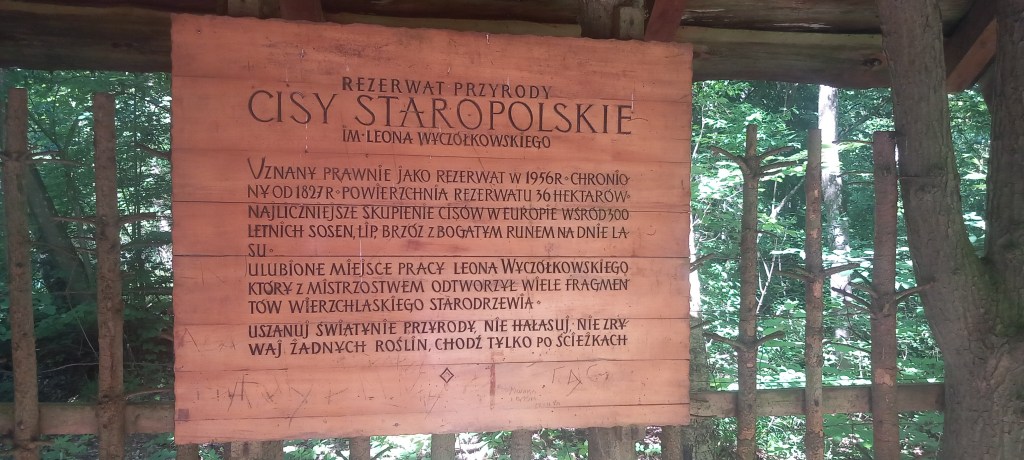 REZERWAT PRZYRODY
CISY STAROPOLSKIE
IM·LEONA WYCZÓŁKOWSKIEGO
UZNANY PRAWNIE JAKO REZERWAT W 1956R· CHRONIO
NY OD 1827R· POWIERZCHNIA REZERWATU 36 HEKTARÓW·
NAJLICZNIEJSZE SKUPIENIE CISÓW W EUROPIE WŚRÓD 300
LETNICH SOSEN, LIP, BRZÓZ Z BOGATYM RUNEM NA DNIE LA
SU·
ULUBIONE MIEJSCE PRACY LEONA WYCZÓŁKOWSKIEGO
KTÓRY Z MISTRZOSTWEM ODTWORZYŁ WIELE FRAGMEN
TÓW WIERZCHLASKIEGO STARODRZEWIA·
USZANUJ ŚWIĄTYNIE PRZYRODY, NIE HAŁASUJ, NIE ZRY
WAJ ŻADNYCH ROŚLIN, CHODŹ TYLKO PO ŚCIEŻKACH